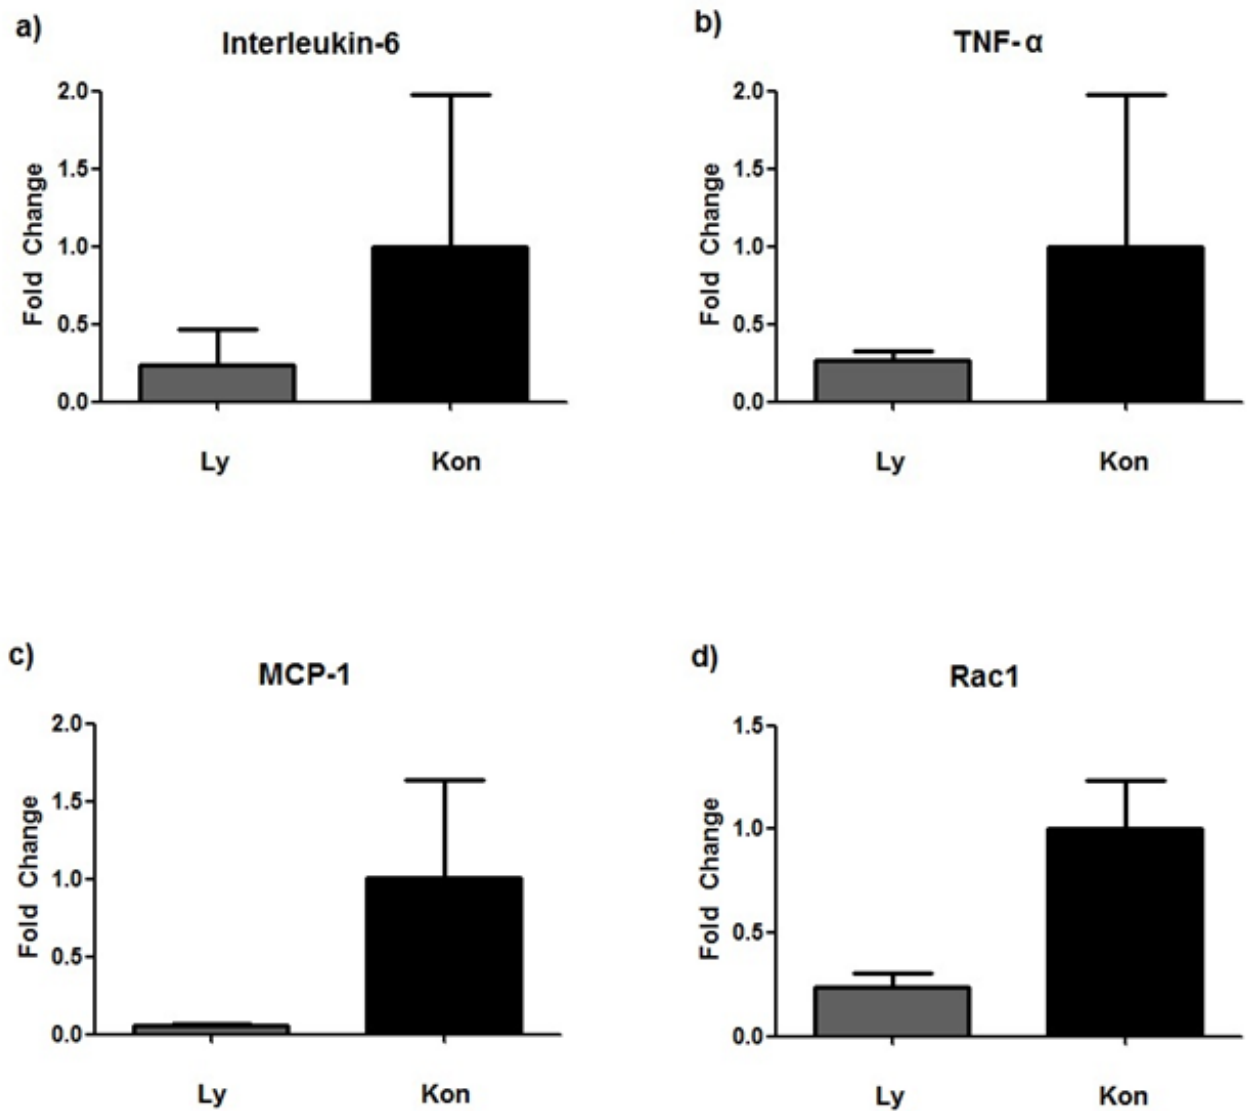 a)
Interleukin-6
2.0
1.5
1.0
0.5
0.0
Fold Change
Ly Kon
b)
TNF-α
2.0
1.5
1.0
0.5
0.0
Fold Change
Ly Kon
c)
MCP-1
2.0
1.5
1.0
0.5
0.0
Fold Change
Ly Kon
d)
Rac1
1.5
1.0
0.5
0.0
Fold Change
Ly Kon